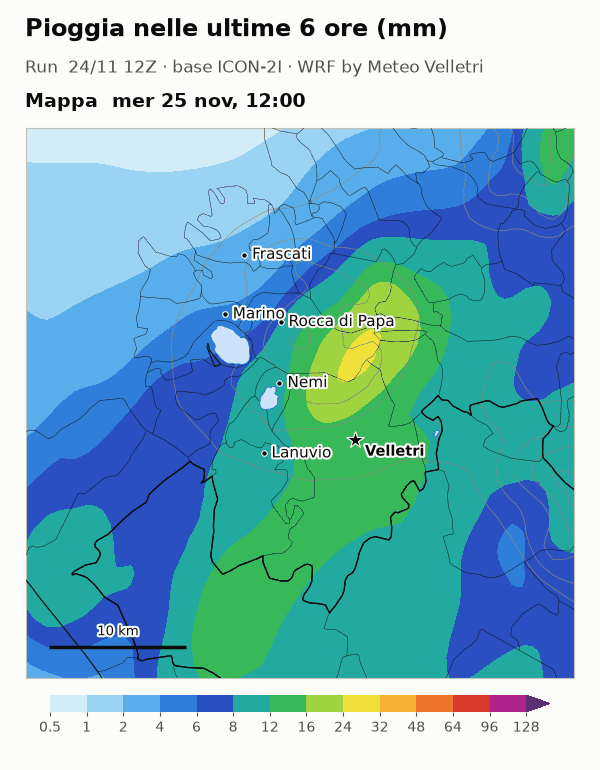 Pioggia nelle ultime 6 ore (mm)
Run  24/11 12Z · base ICON-2I · WRF by Meteo Velletri
Mappa  mer 25 nov, 12:00
Frascati
Marino
Rocca di Papa
Nemi
Velletri
Lanuvio
10 km
0.5 1 2 4 6 8 12 16 24 32 48 64 96 128